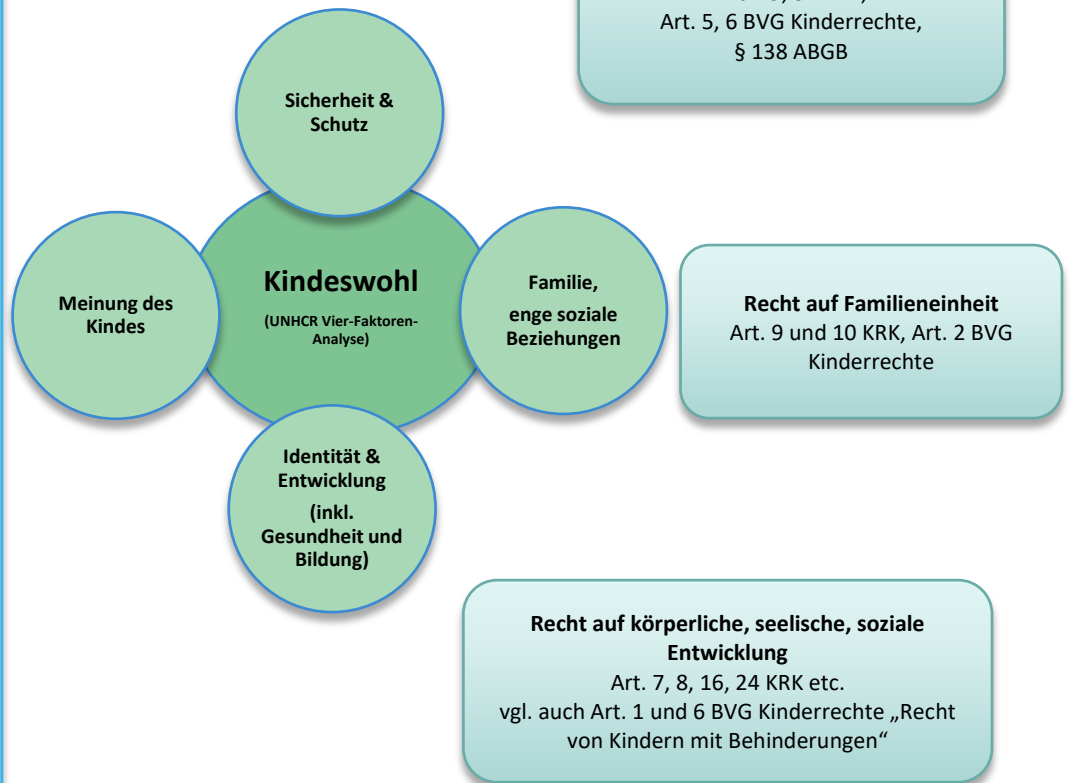 Art. 5, 6 BVG Kinderrechte,
§ 138 ABGB
Sicherheit &
Schutz
Meinung des
Kindes
Kindeswohl
(UNHCR Vier-Faktoren-
Analyse)
Familie,
enge soziale
Beziehungen
Recht auf Familieneinheit
Art. 9 und 10 KRK, Art. 2 BVG
Kinderrechte
Identität &
Entwicklung
(inkl.
Gesundheit und
Bildung)
Recht auf körperliche, seelische, soziale
Entwicklung
Art. 7, 8, 16, 24 KRK etc.
vgl. auch Art. 1 und 6 BVG Kinderrechte „Recht
von Kindern mit Behinderungen“